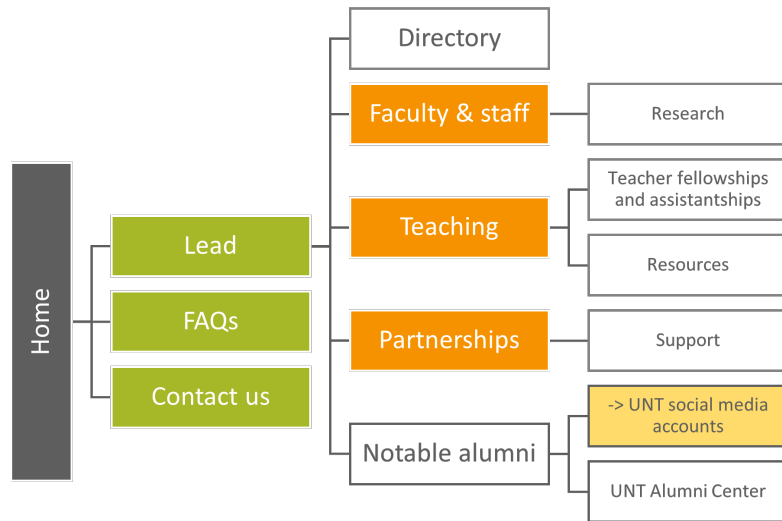 Home
Lead
FAQs
Contact us
Directory
Faculty & staff
Research
Teaching
Teacher fellowships
and assistantships
Resources
Partnerships
Support
Notable alumni
-> UNT social media
accounts
UNT Alumni Center